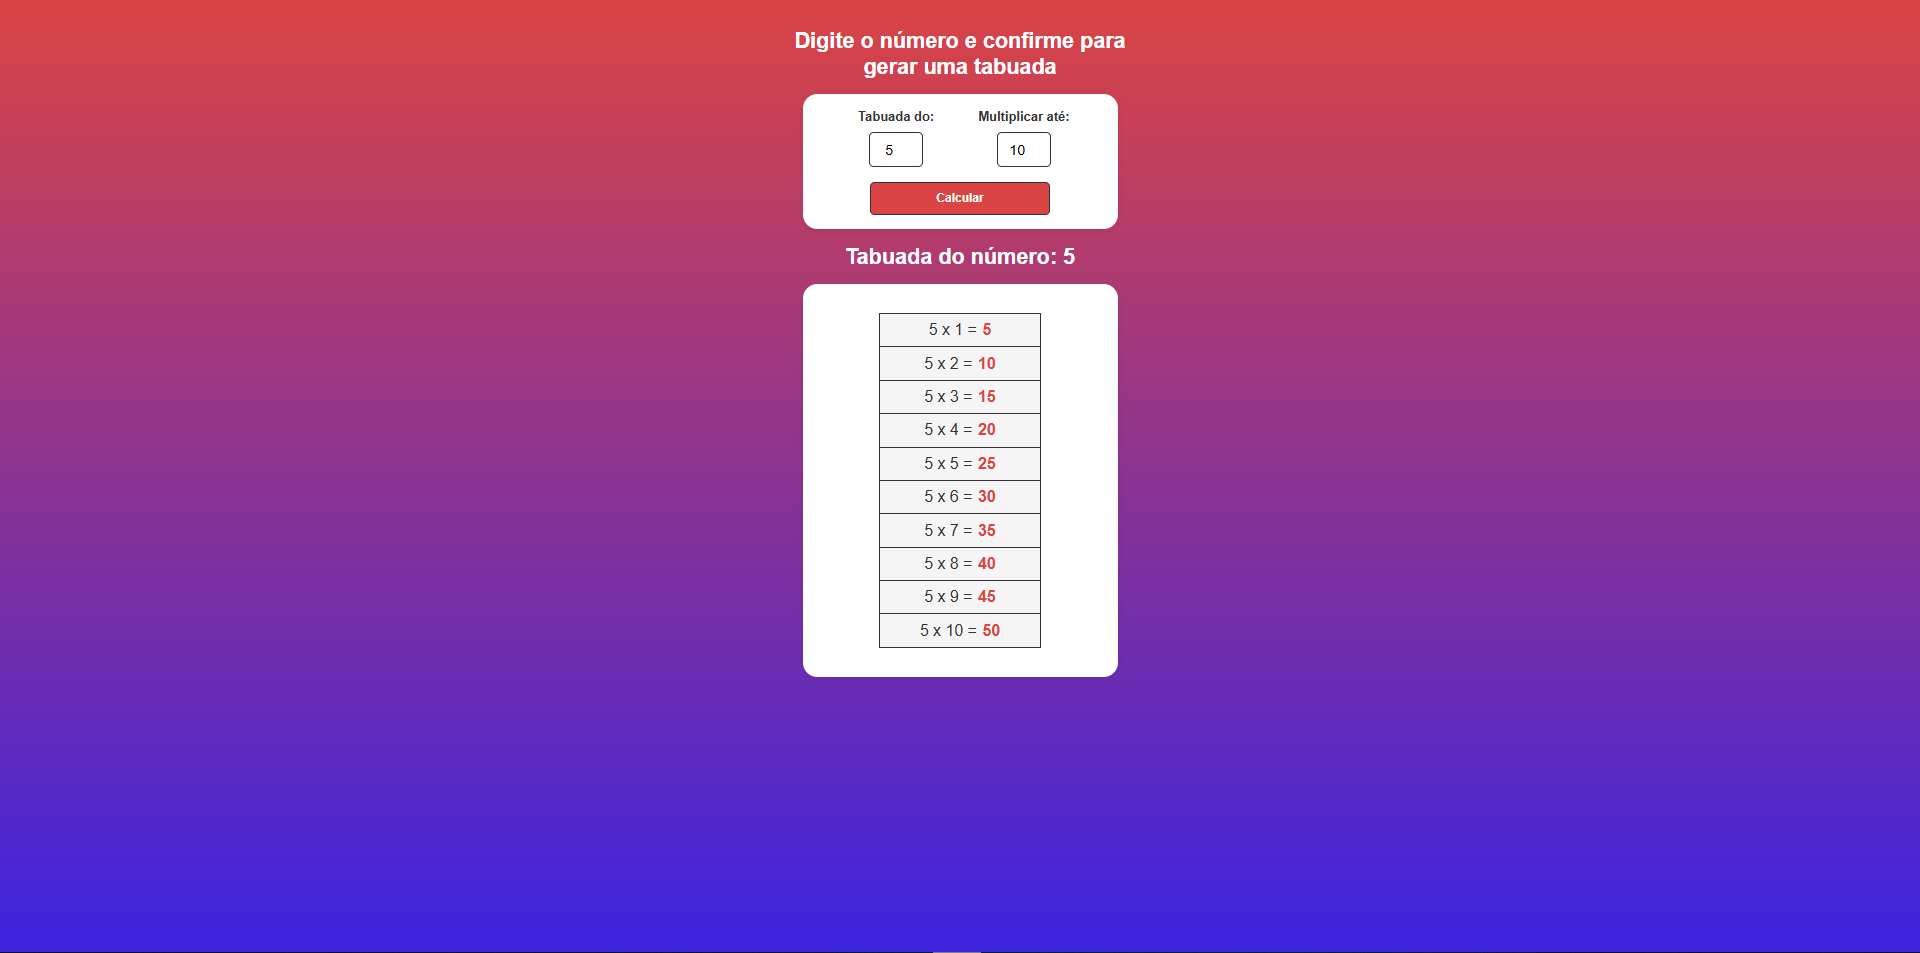 Digite o número e confirme para
gerar uma tabuada
Tabuada do: Multiplicar até:
5 10
Calcular
Tabuada do número: 5
5 x 1 = 5
5 x 2 = 10
5 x 3 = 15
5 x 4 = 20
5 x 5 = 25
5 x 6 = 30
5 x 7 = 35
5 x 8 = 40
5 x 9 = 45
5 x 10 = 50